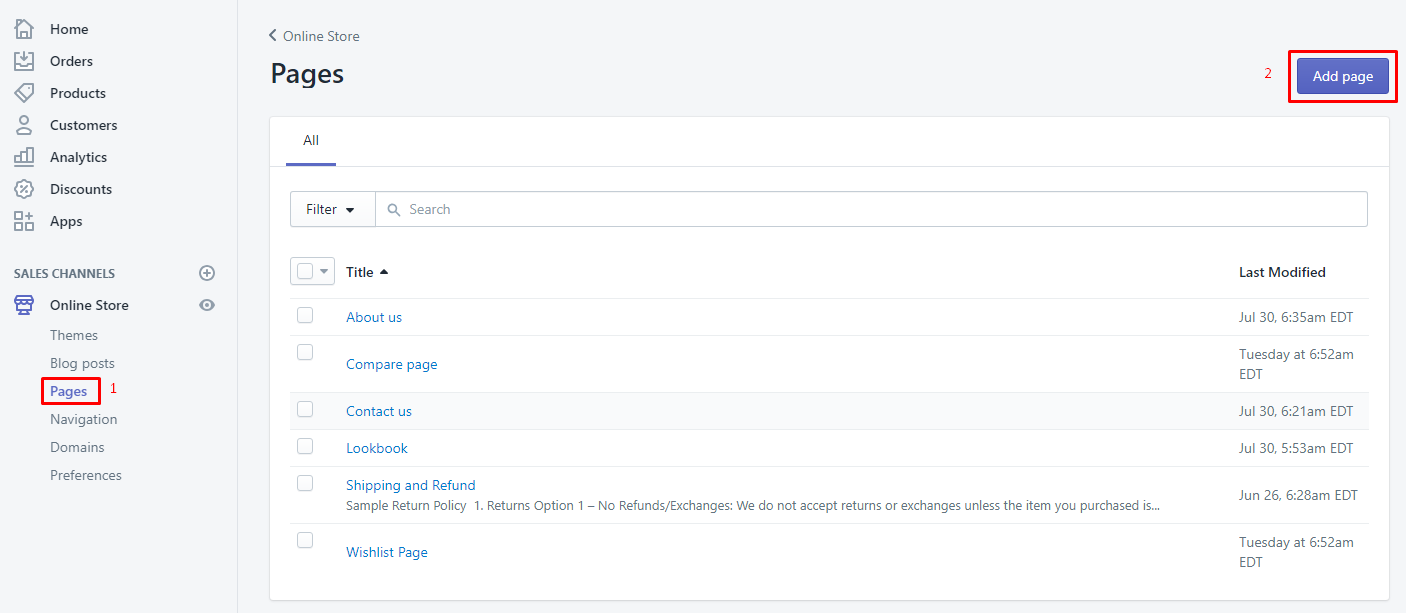 Home
Orders
Products
Customers
Analytics
Discounts
Apps
SALES CHANNELS
Online Store
Themes
Blog posts
Pages 1
Navigation
Domains
Preferences
Online Store
Pages
2 Add page
All
Filter Search
Title Last Modified
About us Jul 30, 6:35am EDT
Compare page Tuesday at 6:52am
EDT
Contact us Jul 30, 6:21am EDT
Lookbook Jul 30, 5:53am EDT
Shipping and Refund
Sample Return Policy 1. Returns Option 1 – No Refunds/Exchanges: We do not accept returns or exchanges unless the item you purchased is...
Jun 26, 6:28am EDT
Wishlist Page Tuesday at 6:52am
EDT